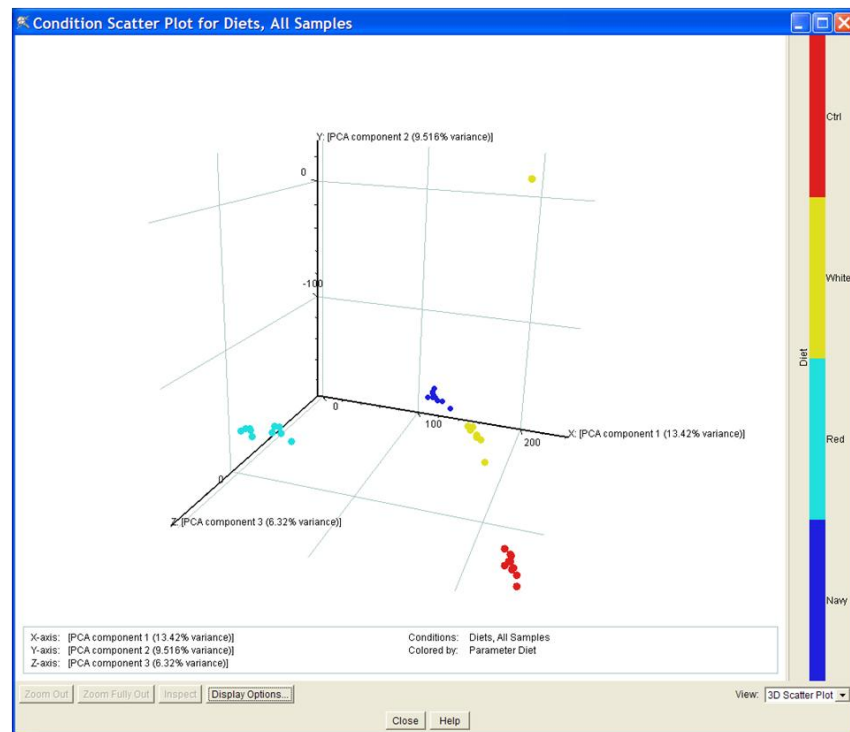 Condition Scatter Plot for Diets, All Samples
Y: [PCA component 2 (9.516% variance)]
0
-100
0
100
200
X: [PCA component 1 (13.42% variance)]
0
Z: [PCA component 3 (6.32% variance)]
Diet
Ctrl
White
Red
Navy
X-axis: [PCA component 1 (13.42% variance)]
Y-axis: [PCA component 2 (9.516% variance)]
Z-axis: [PCA component 3 (6.32% variance)]
Conditions: Diets, All Samples
Colored by: Parameter Diet
Zoom Out Zoom Fully Out Inspect Display Options... View: 3D Scatter Plot
Close Help